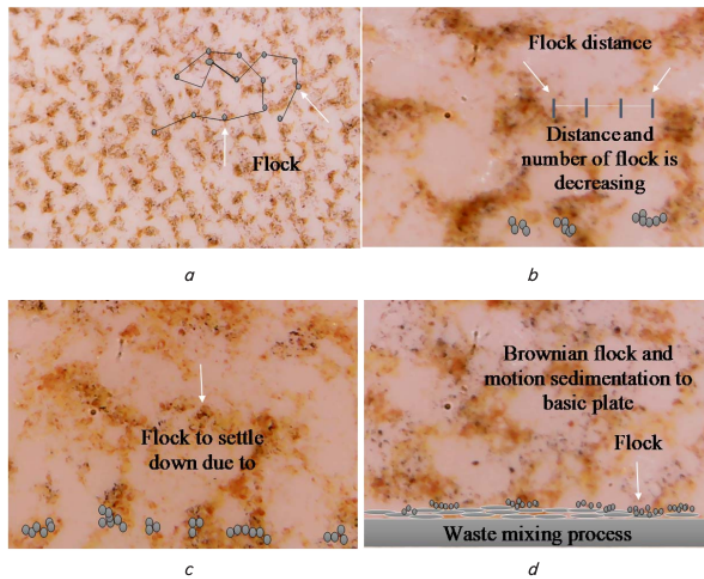 Flock
a
Flock distance
Distance and
number of flock is
decreasing
b
Flock to settle
down due to
c
Brownian flock and
motion sedimentation to
basic plate
Flock
Waste mixing process
d